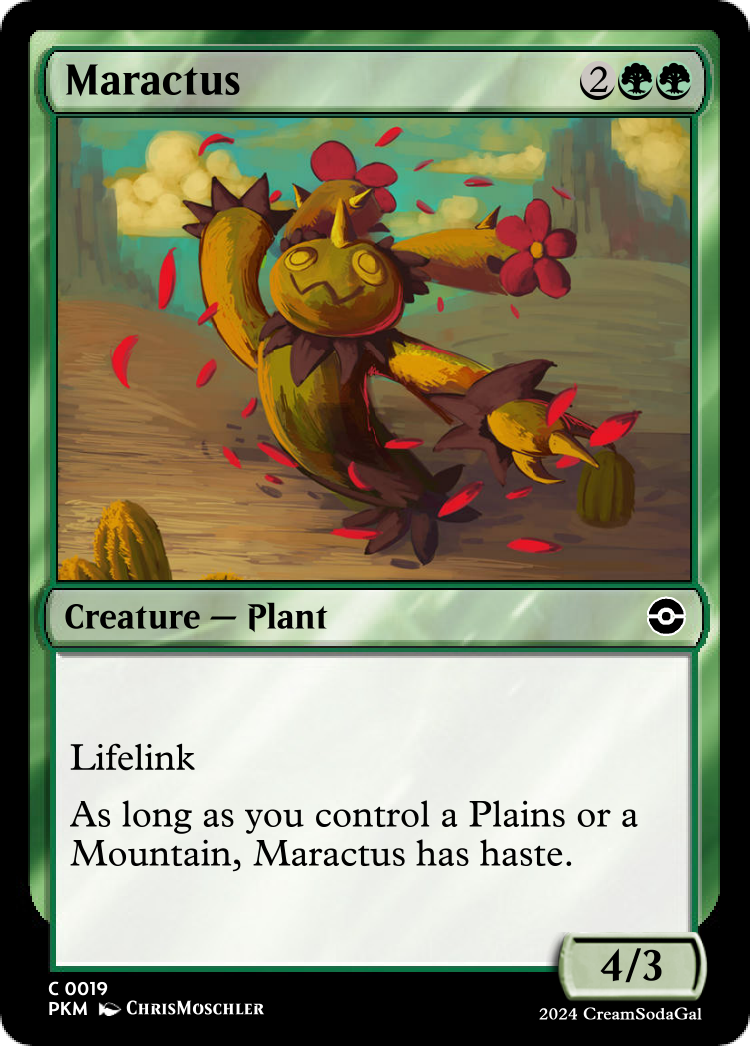 Maractus 2
Creature — Plant
Lifelink
As long as you control a Plains or a
Mountain, Maractus has haste.
4/3
C 0019
PKM ChrisMoschler
2024 CreamSodaGal